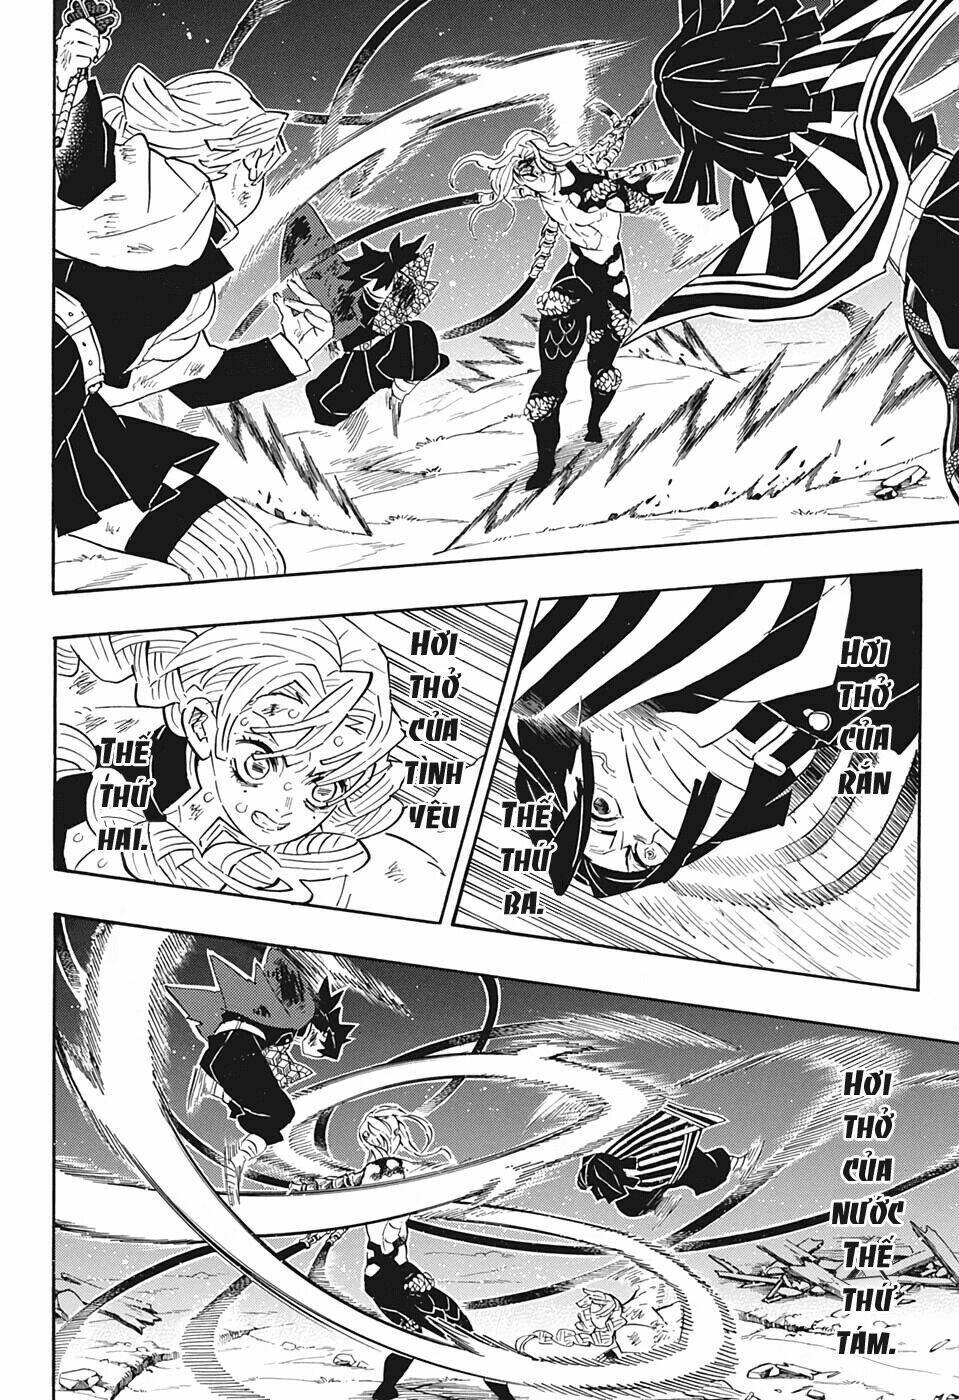 HƠI
THỞ
CỦA
RẮN
THẾ
THỨ
BA.
HƠI
THỞ
CỦA
TÌNH
YÊU
THẾ
THỨ
HAI.
HƠI
THỞ
CỦA
NƯỚC
THẾ
THỨ
TÁM.